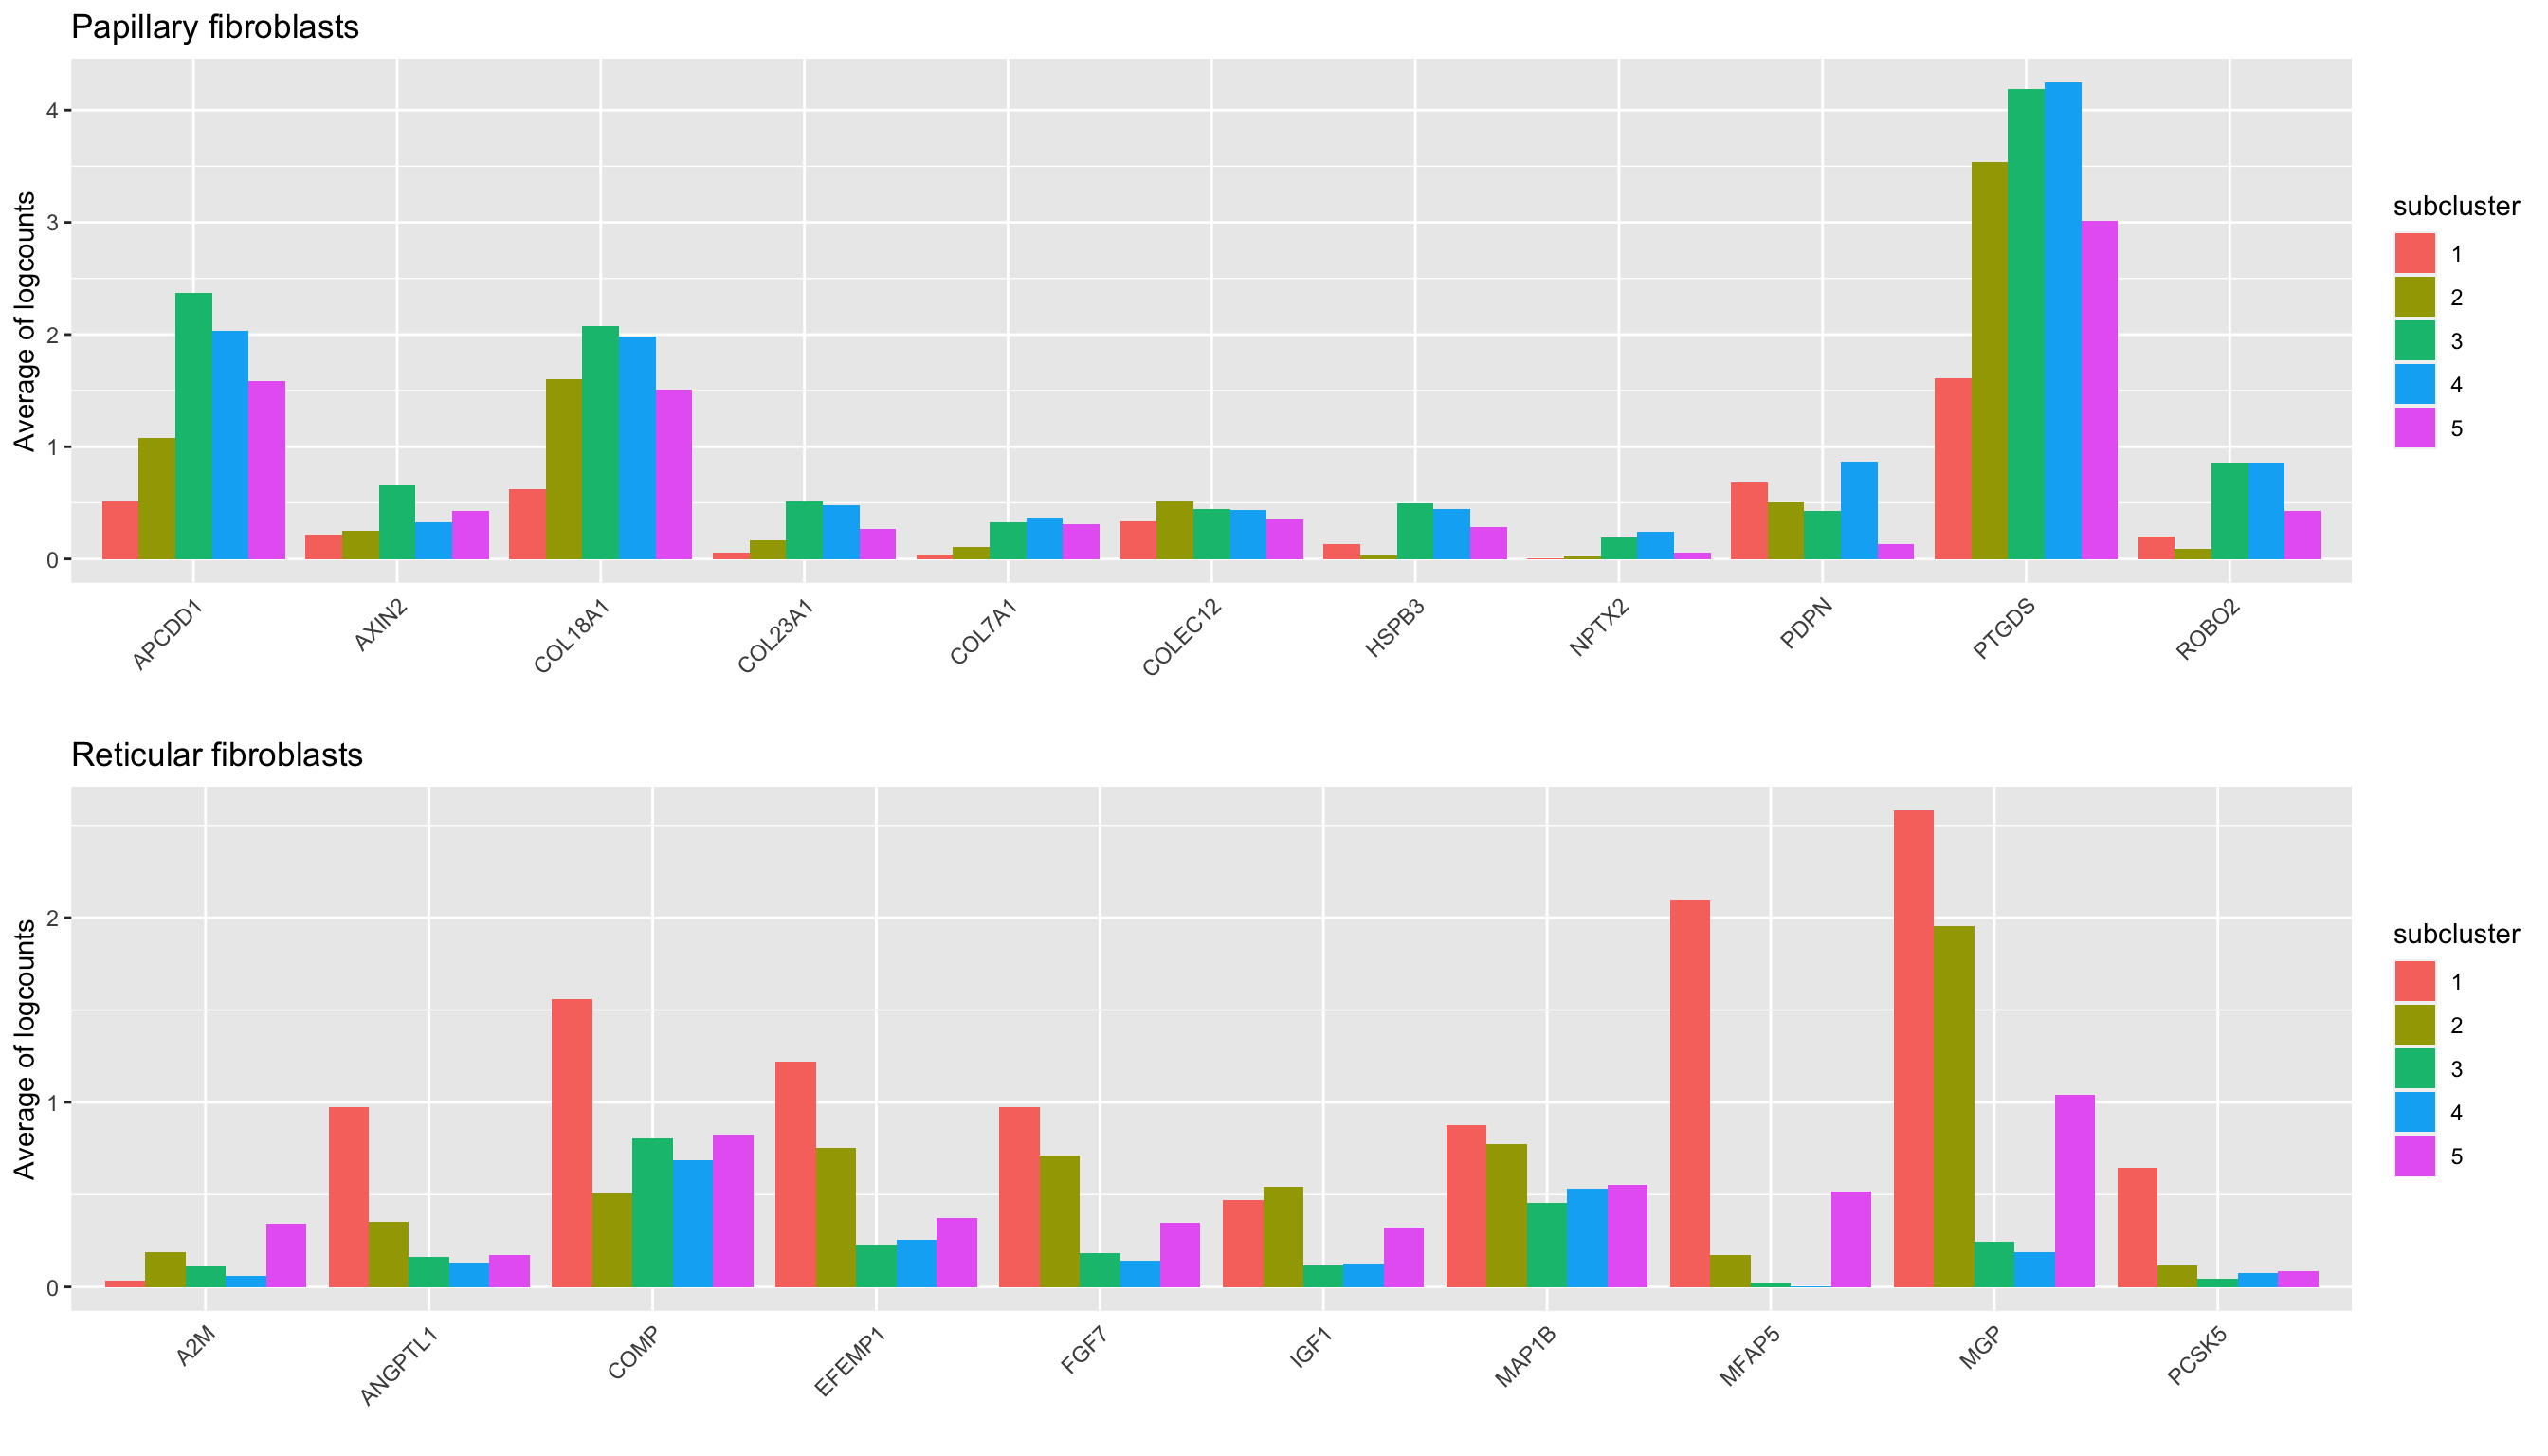 Papillary fibroblasts
Average of logcounts
4
3
2
1
0
APCDD1
AXIN2
COL18A1
COL23A1
COL7A1
COLEC12
HSPB3
NPTX2
PDPN
PTGDS
ROBO2
subcluster
1
2
3
4
5
Reticular fibroblasts
Average of logcounts
2
1
0
A2M
ANGPTL1
COMP
EFEMP1
FGF7
IGF1
MAP1B
MFAP5
MGP
PCSK5
subcluster
1
2
3
4
5